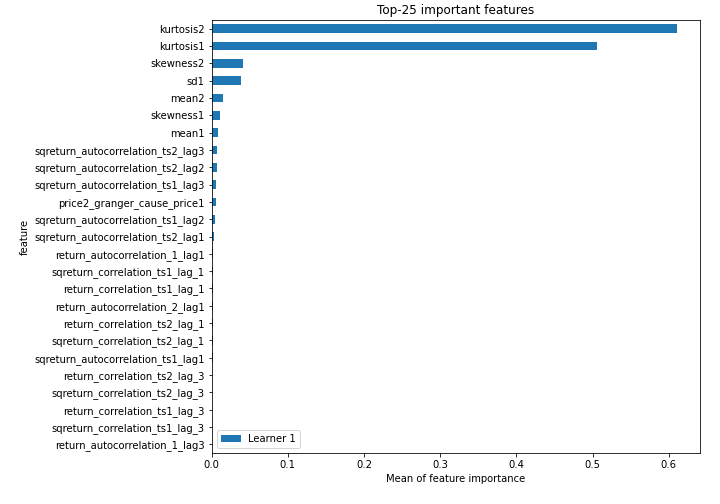 Top-25 important features
kurtosis2
kurtosis1
skewness2
sd1
mean2
skewness1
mean1
sqreturn_autocorrelation_ts2_lag3
sqreturn_autocorrelation_ts2_lag2
sqreturn_autocorrelation_ts1_lag3
price2_granger_cause_price1
sqreturn_autocorrelation_ts1_lag2
sqreturn_autocorrelation_ts2_lag1
return_autocorrelation_1_lag1
sqreturn_correlation_ts1_lag_1
return_correlation_ts1_lag_1
return_autocorrelation_2_lag1
return_correlation_ts2_lag_1
sqreturn_correlation_ts2_lag_1
sqreturn_autocorrelation_ts1_lag1
return_correlation_ts2_lag_3
sqreturn_correlation_ts2_lag_3
return_correlation_ts1_lag_3
sqreturn_correlation_ts1_lag_3
return_autocorrelation_1_lag3
feature
Learner 1
0.0 0.1 0.2 0.3 0.4 0.5 0.6
Mean of feature importance